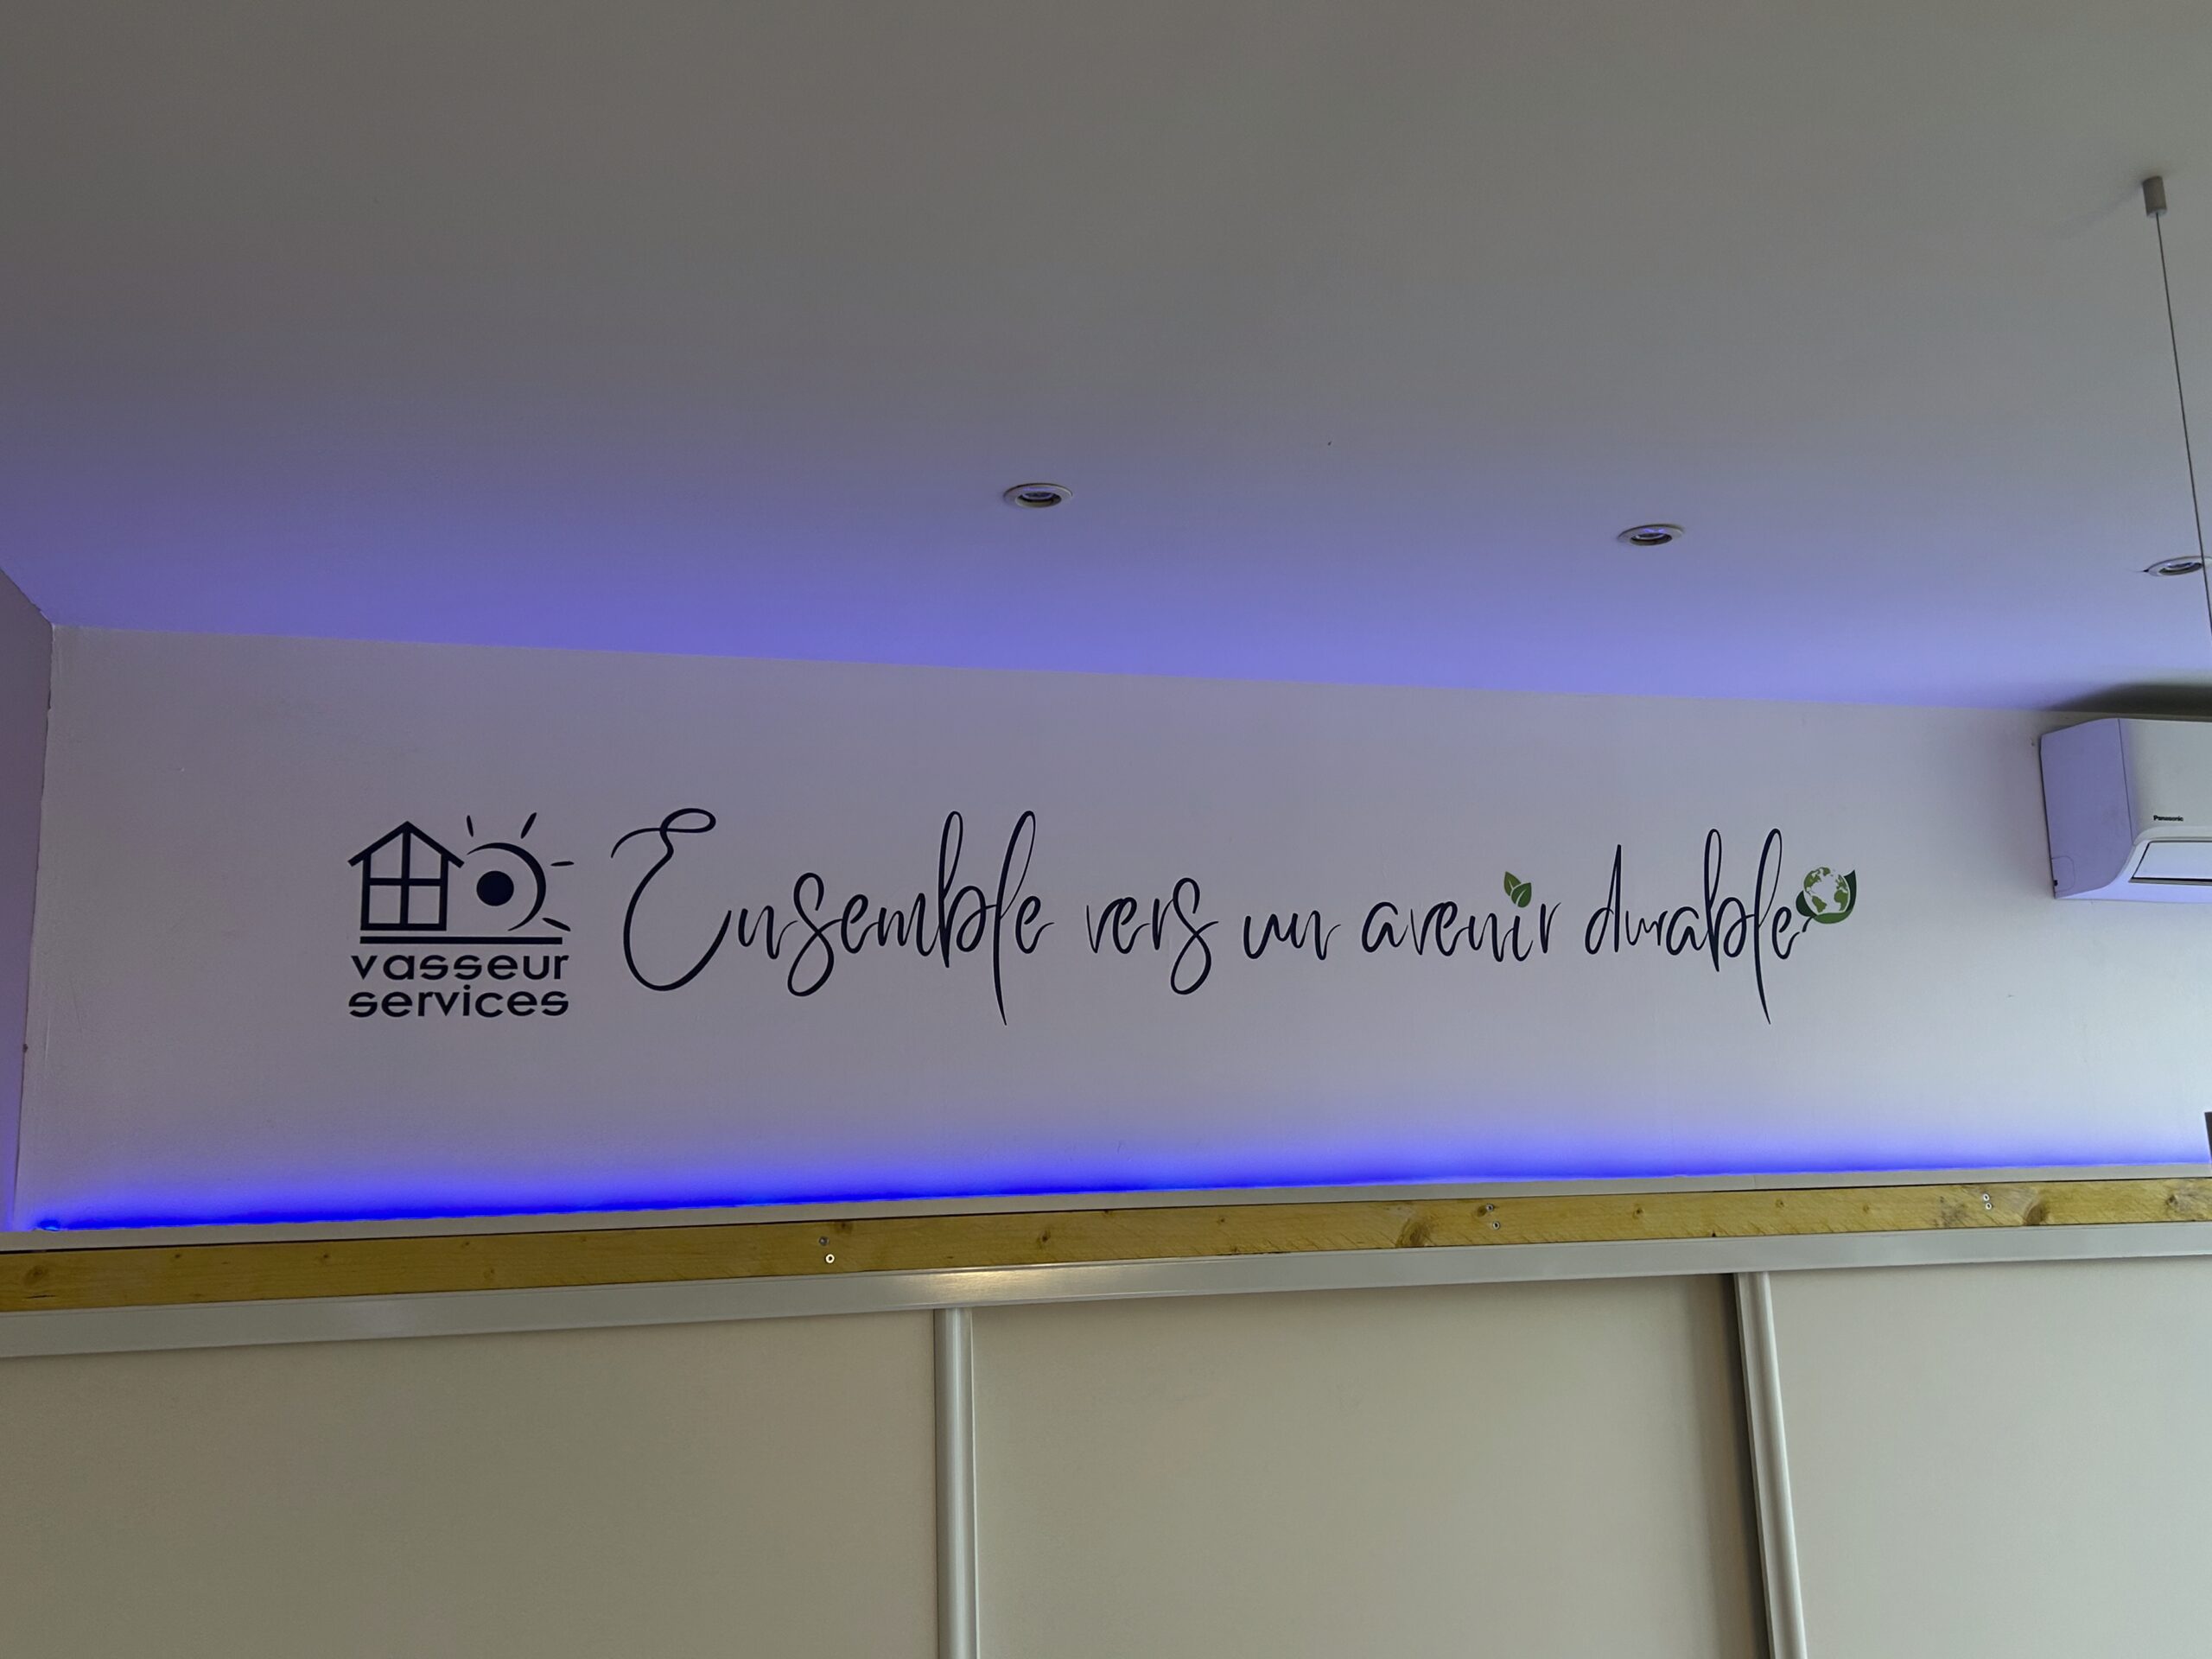 vasseur
services
Ensemble vers un avenir durable
Panasonic